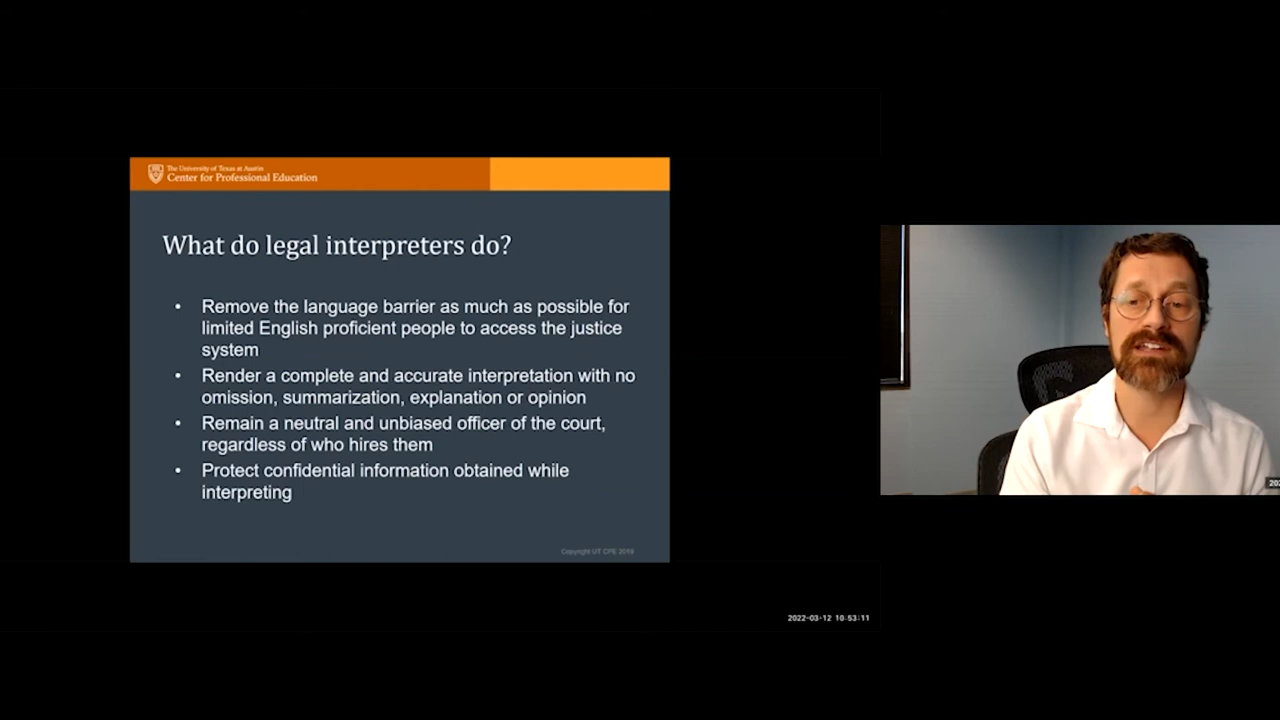 The University of Texas at Austin
Center for Professional Education
What do legal interpreters do?
• Remove the language barrier as much as possible for
limited English proficient people to access the justice
system
• Render a complete and accurate interpretation with no
omission, summarization, explanation or opinion
• Remain a neutral and unbiased officer of the court,
regardless of who hires them
• Protect confidential information obtained while
interpreting
Copyright UT CPE 2019
2022-03-12 10:53:11